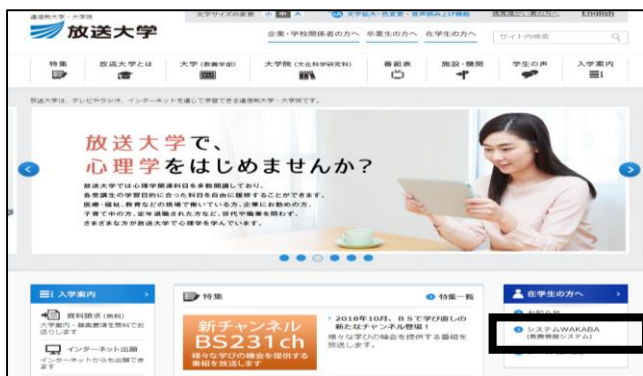 通信制大学・大学院
放送大学
文字サイズの変更 小 中 大
文字拡大・色変更・音声読み上げ機能
English
企業・学校関係者の方へ 卒業生の方へ 在学生の方へ
サイト内検索
特集
放送大学とは
大学(教養学部)
大学院(文化科学研究科)
番組表
施設・機関
学生の声
入学案内
放送大学は、テレビやラジオ、インターネットを通して学習できる通信制大学・大学院です。
放送大学で、
心理学をはじめませんか?
放送大学では心理学関連科目を多数開講しており、
各受講生の学習目的に合った科目を自由に履修することができます。
医療・福祉、教育などの現場で働いている方、企業にお勤めの方、
子育て中の方、定年退職された方など、世代や職業を問わず、
さまざまな方が放送大学で心理学を学んでいます。
入学案内
資料請求(無料)
大学案内・募集要項を無料でお
送りします
インターネット出願
インターネットからも出願でき
ます
特集
特集一覧
新チャンネル
BS231ch
様々な学びの機会を提供する
番組を放送します
2018年10月、BSで学び直しの
新たなチャンネル登場!
様々な学びの機会を提供する番組を
放送します。
在学生の方へ
お知らせ
システムWAKABA
(教務情報システム)